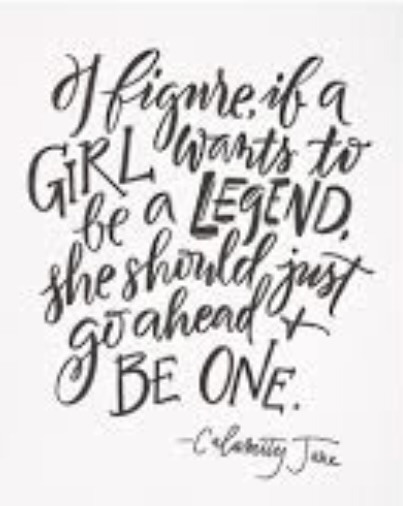 I figure, if a
GIRL wants to
be a LEGEND,
she should just
go ahead &
BE ONE.
-Calamity Jane